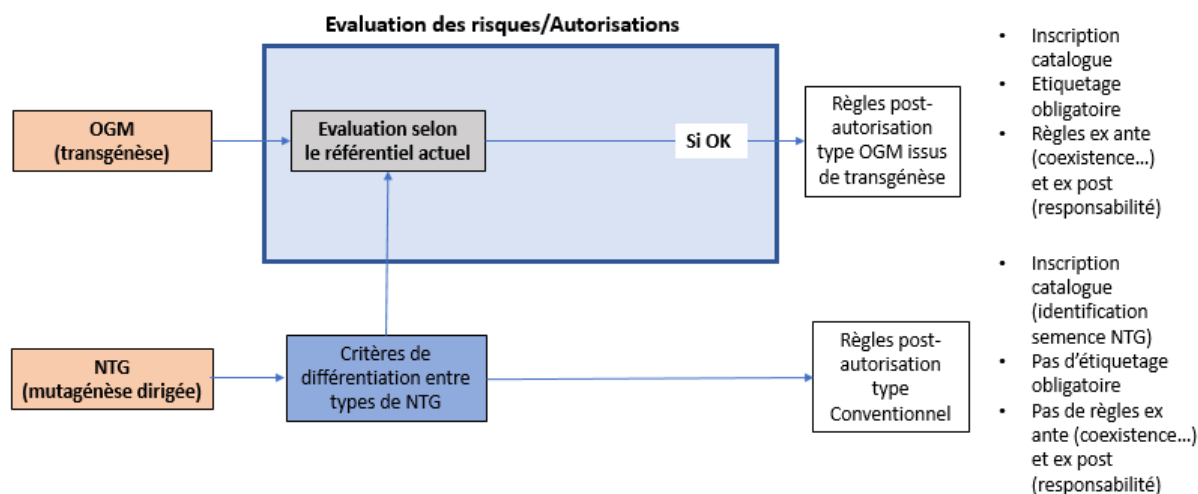 Evaluation des risques/Autorisations
OGM
(transgénèse)
Evaluation selon
le référentiel actuel
Si OK
Règles post-
autorisation
type OGM issus
de transgénèse
• Inscription
catalogue
• Etiquetage
obligatoire
• Règles ex ante
(coexistence...)
et ex post
(responsabilité)
NTG
(mutagénèse dirigée)
Critères de
différentiation entre
types de NTG
Règles post-
autorisation
type
Conventionnel
• Inscription
catalogue
(identification
semence NTG)
• Pas d'étiquetage
obligatoire
• Pas de règles ex
ante (coexistence...)
et ex post
(responsabilité)